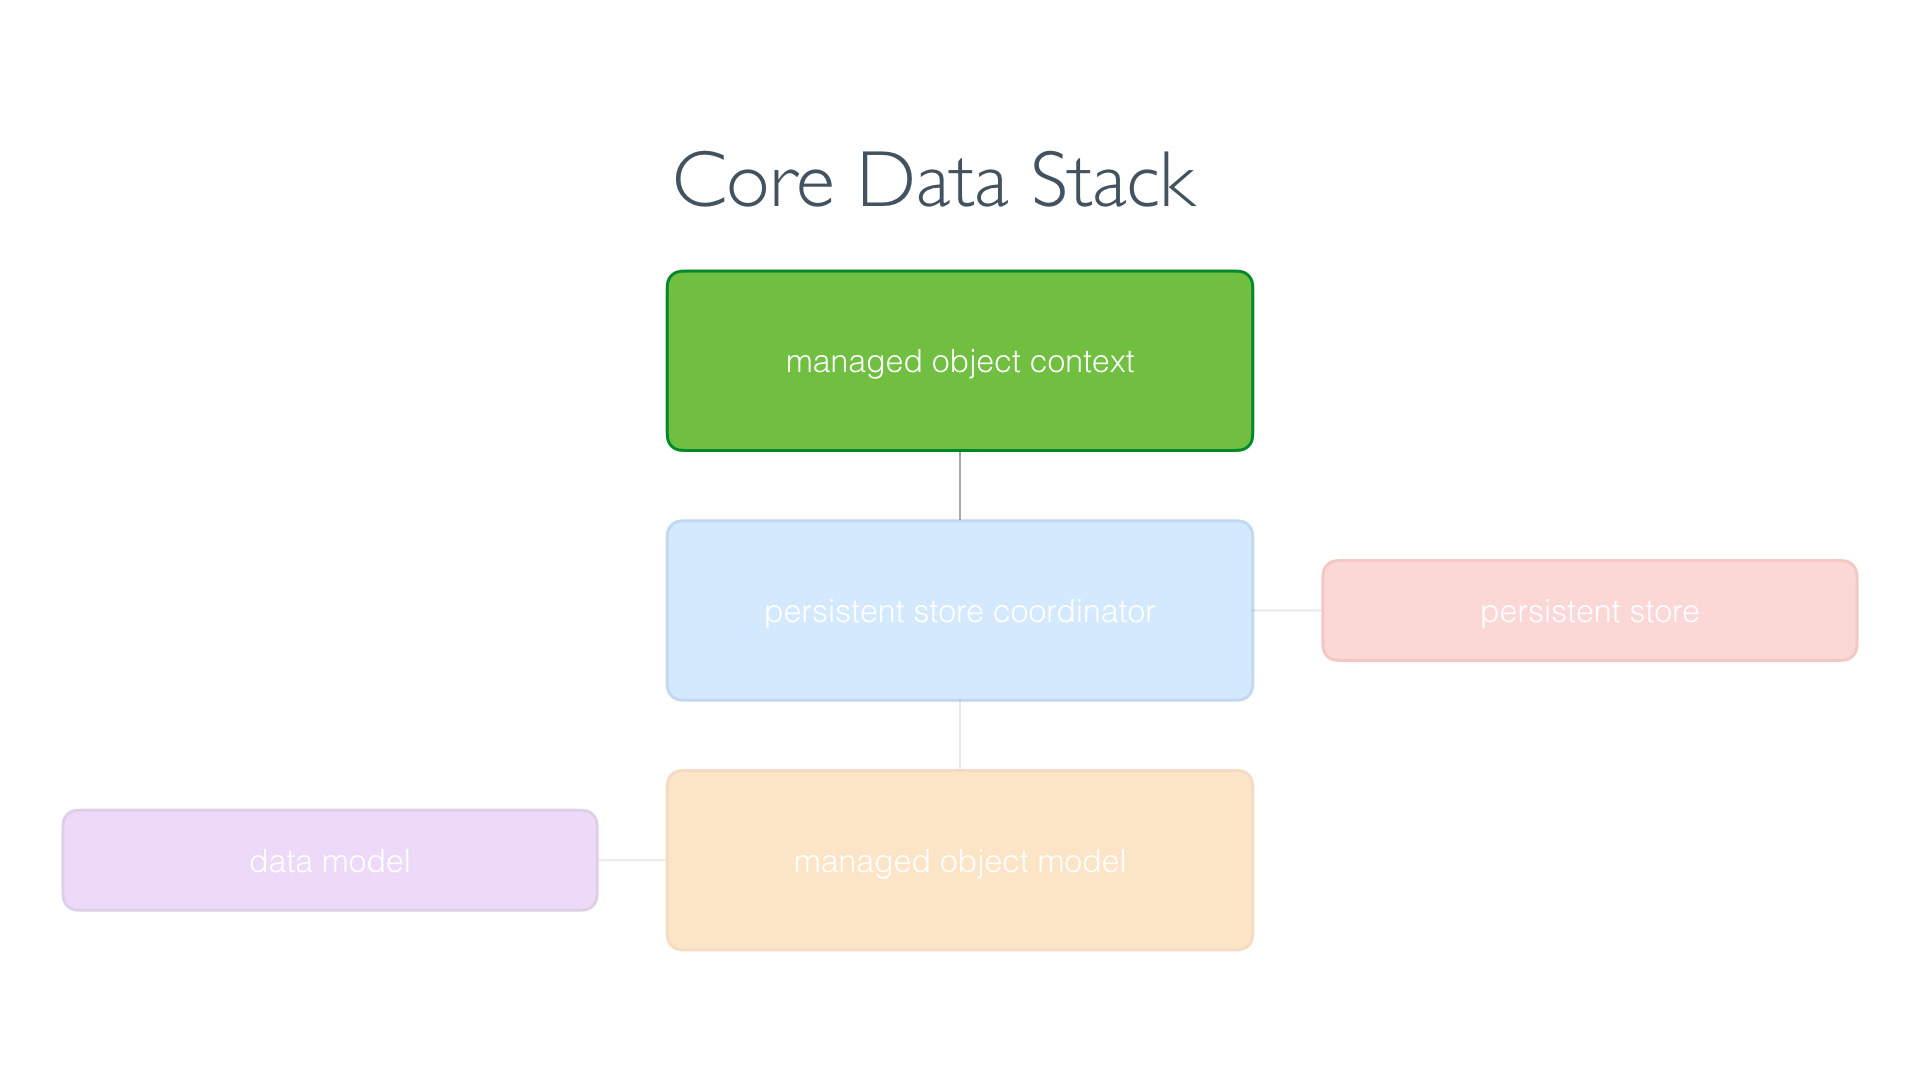 Core Data Stack
managed object context
persistent store coordinator
persistent store
data model
managed object model